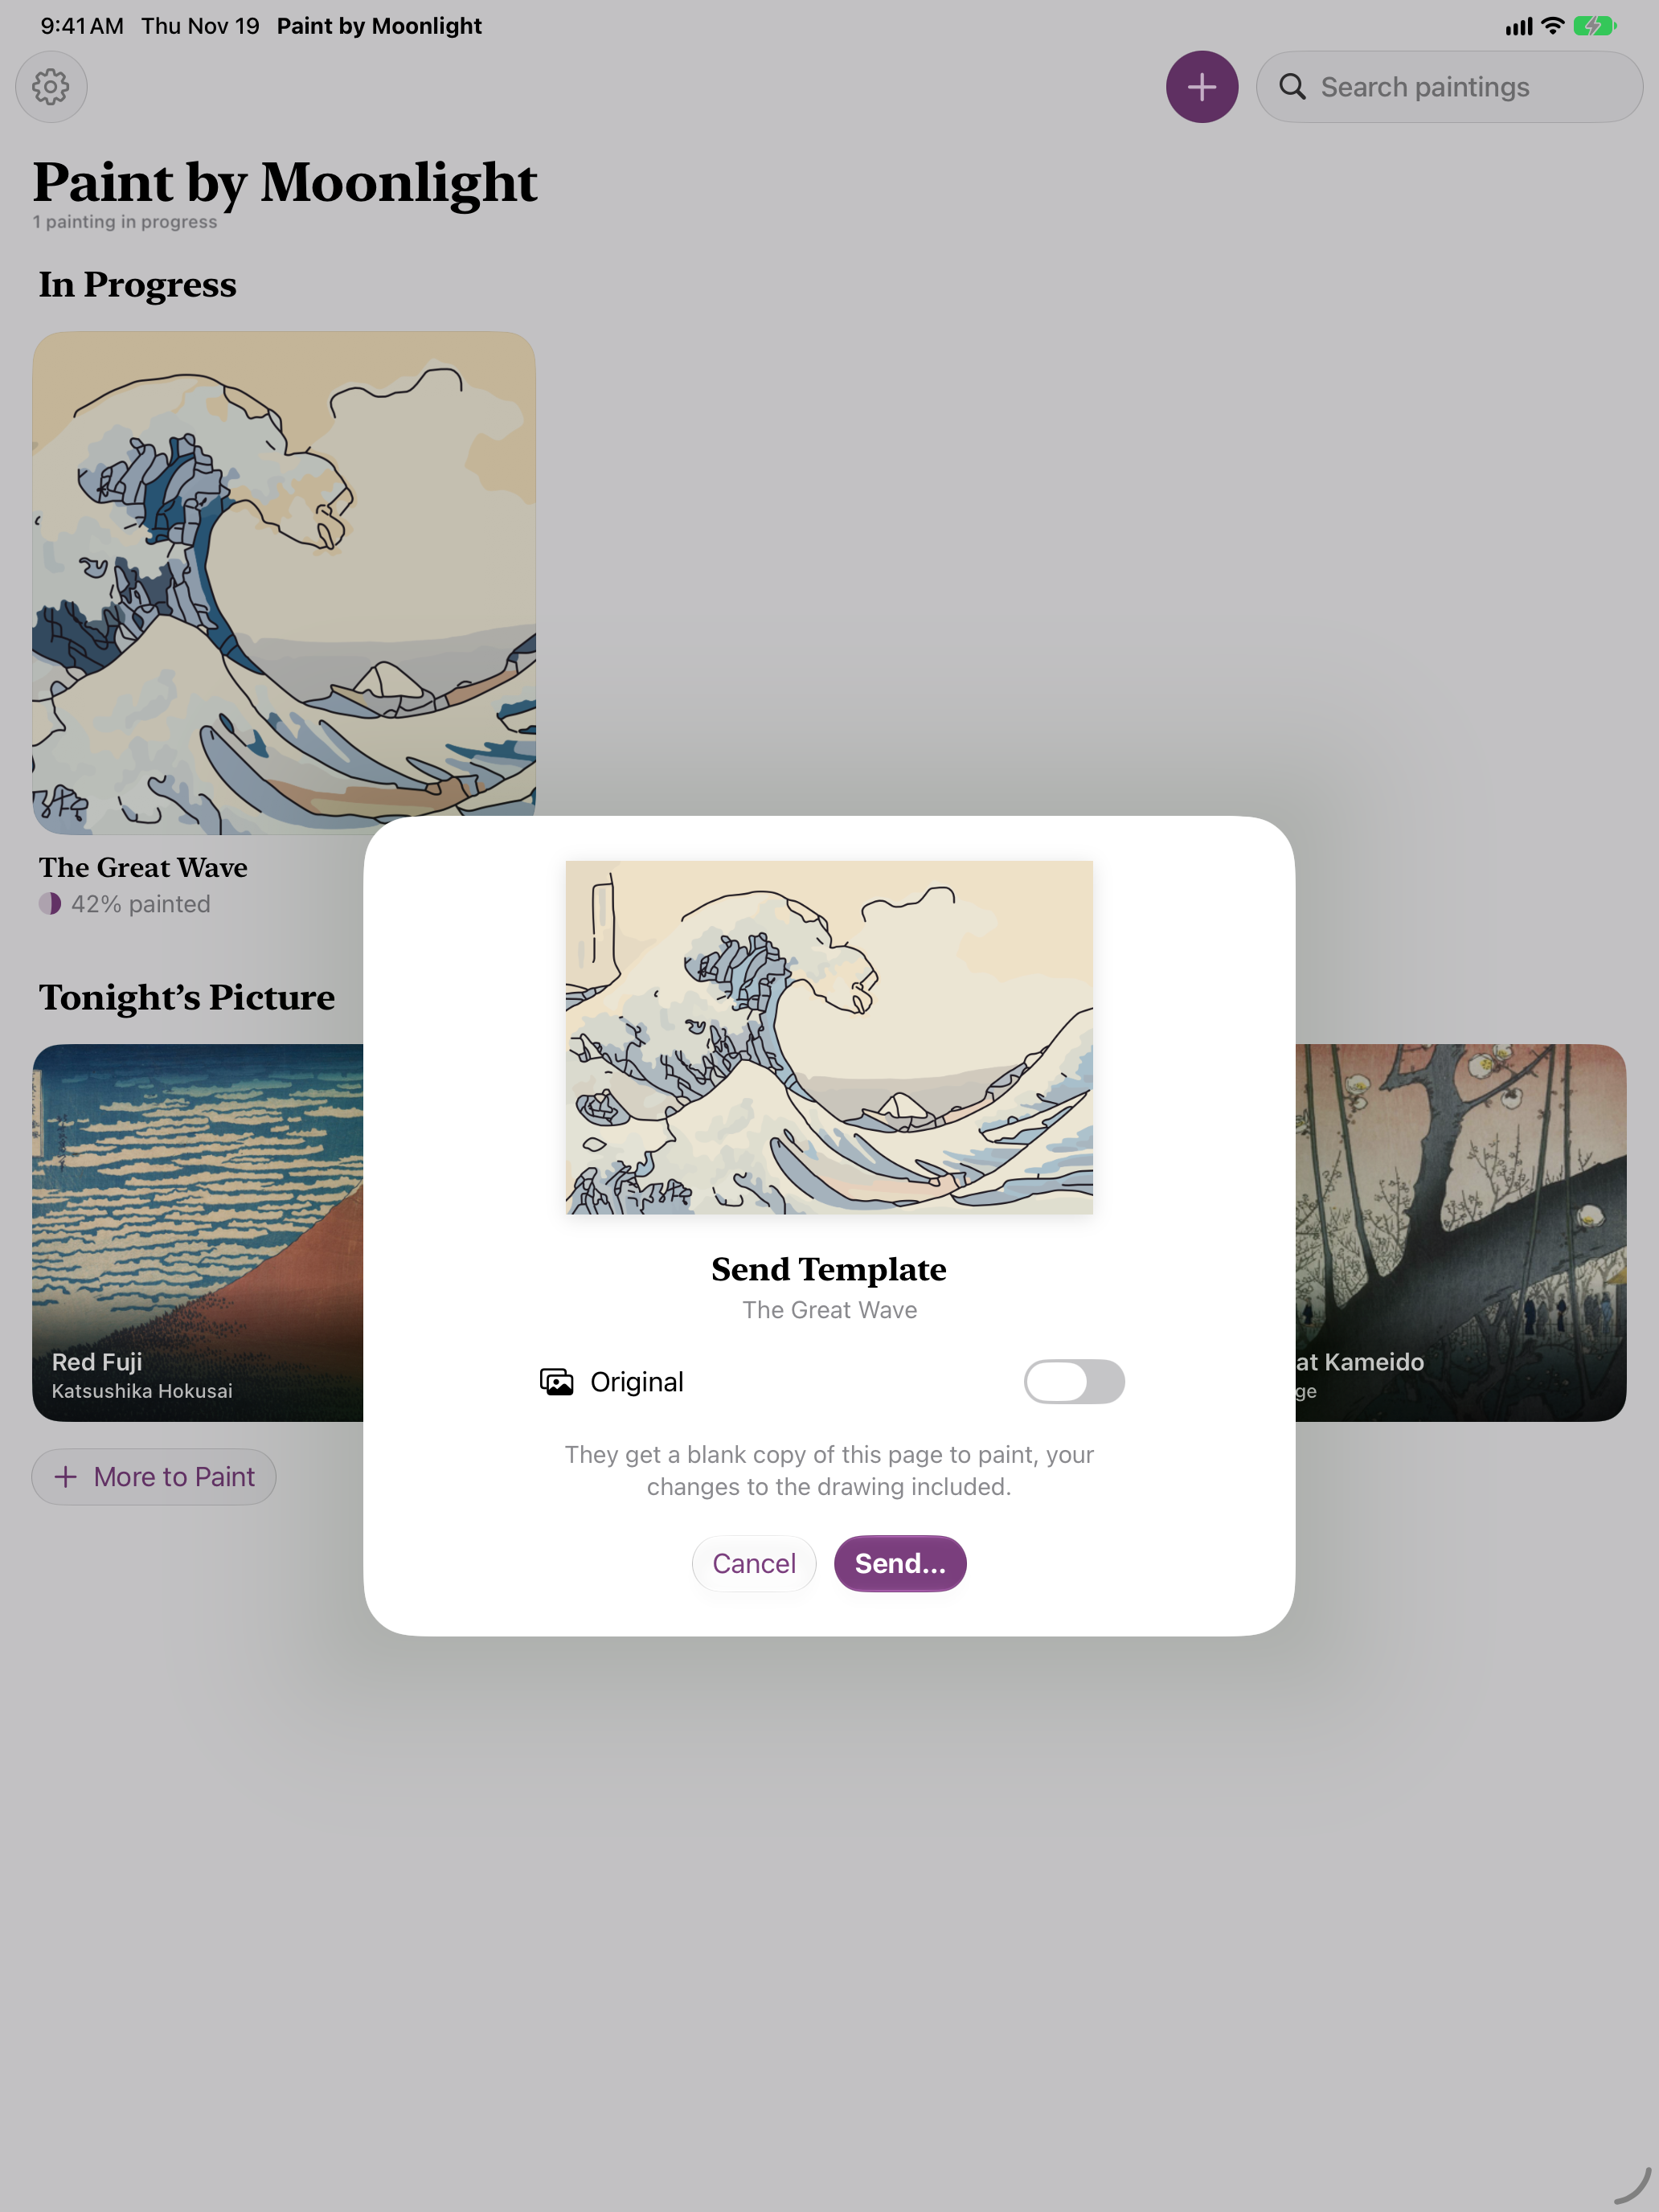 9:41 AM Thu Nov 19 Paint by Moonlight
Search paintings
Paint by Moonlight
1 painting in progress
In Progress
The Great Wave
42% painted
Tonight’s Picture
Red Fuji
Katsushika Hokusai
at Kameido
ge
More to Paint
Send Template
The Great Wave
Original
They get a blank copy of this page to paint, your
changes to the drawing included.
Cancel
Send...